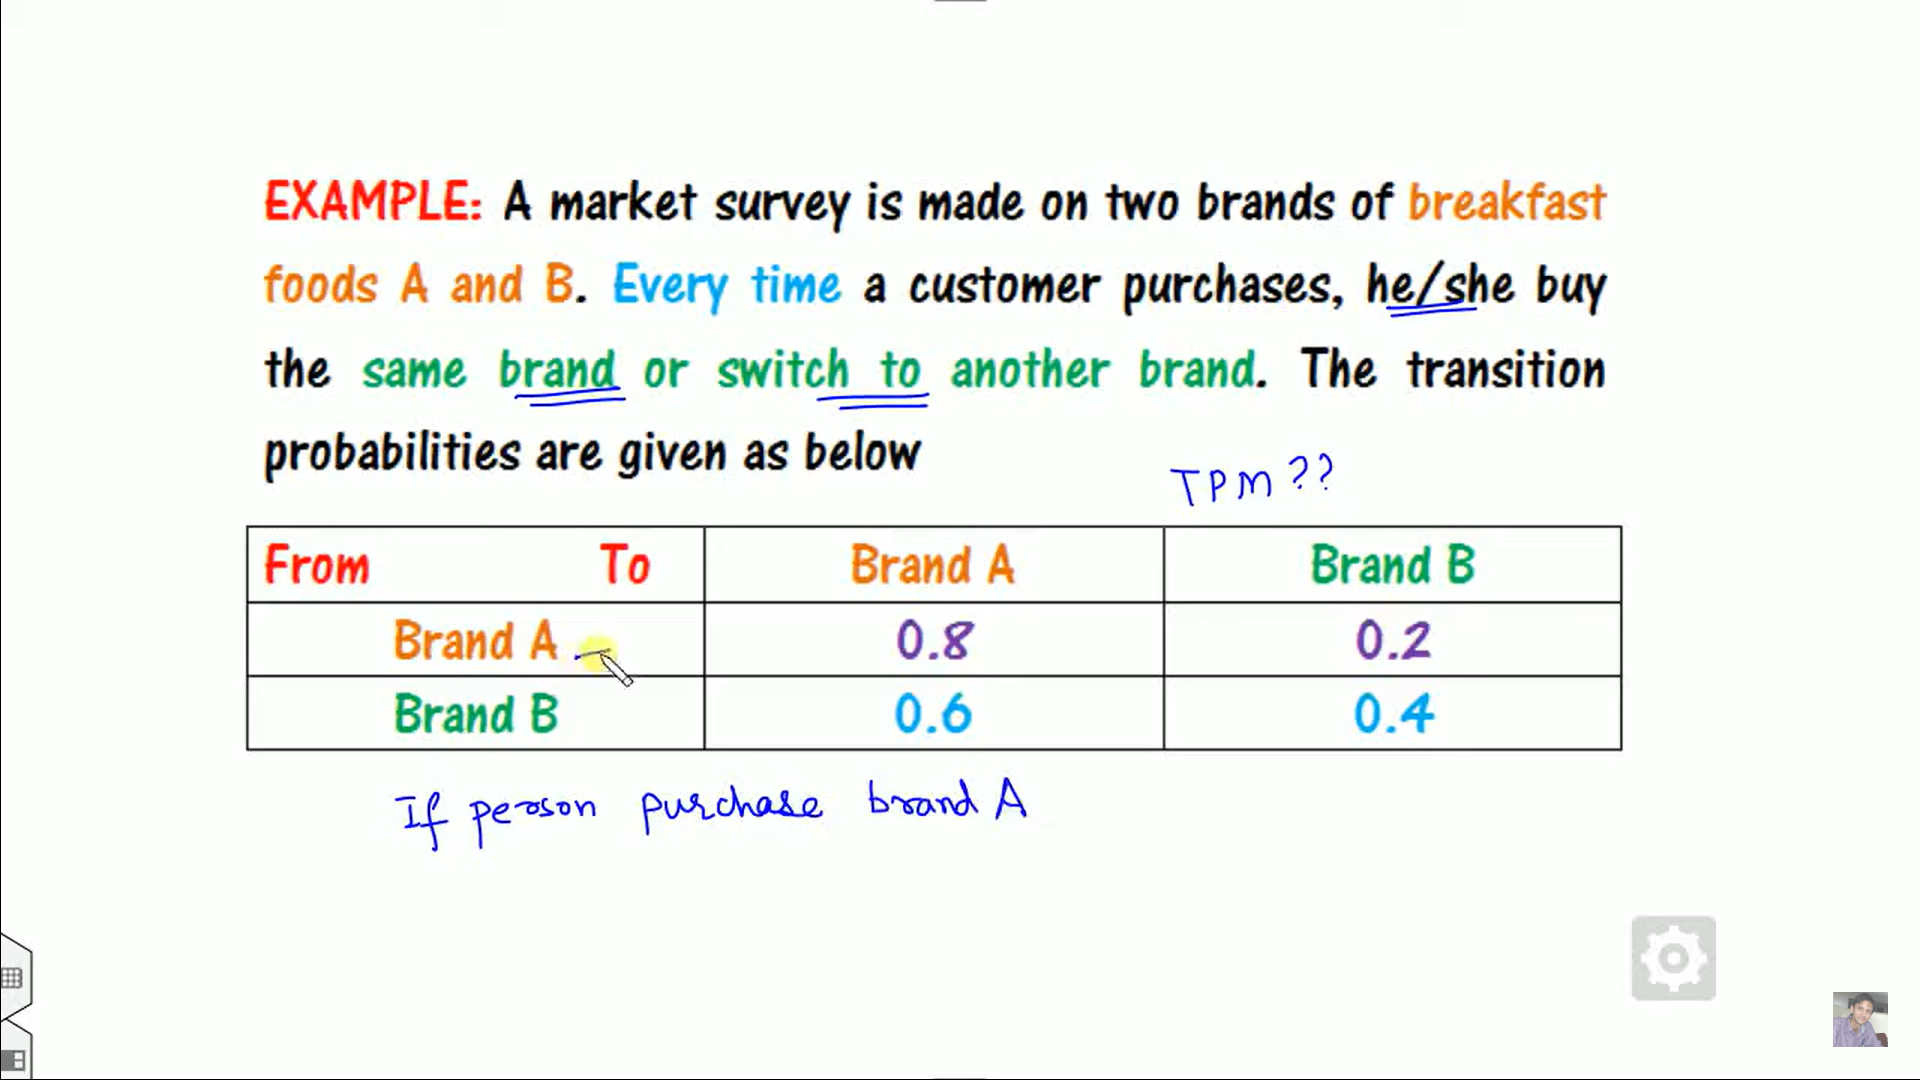 EXAMPLE: A market survey is made on two brands of breakfast
foods A and B. Every time a customer purchases, he/she buy
the same brand or switch to another brand. The transition
probabilities are given as below
TPM ??
From To Brand A Brand B
Brand A 0.8 0.2
Brand B 0.6 0.4
If person purchase brand A